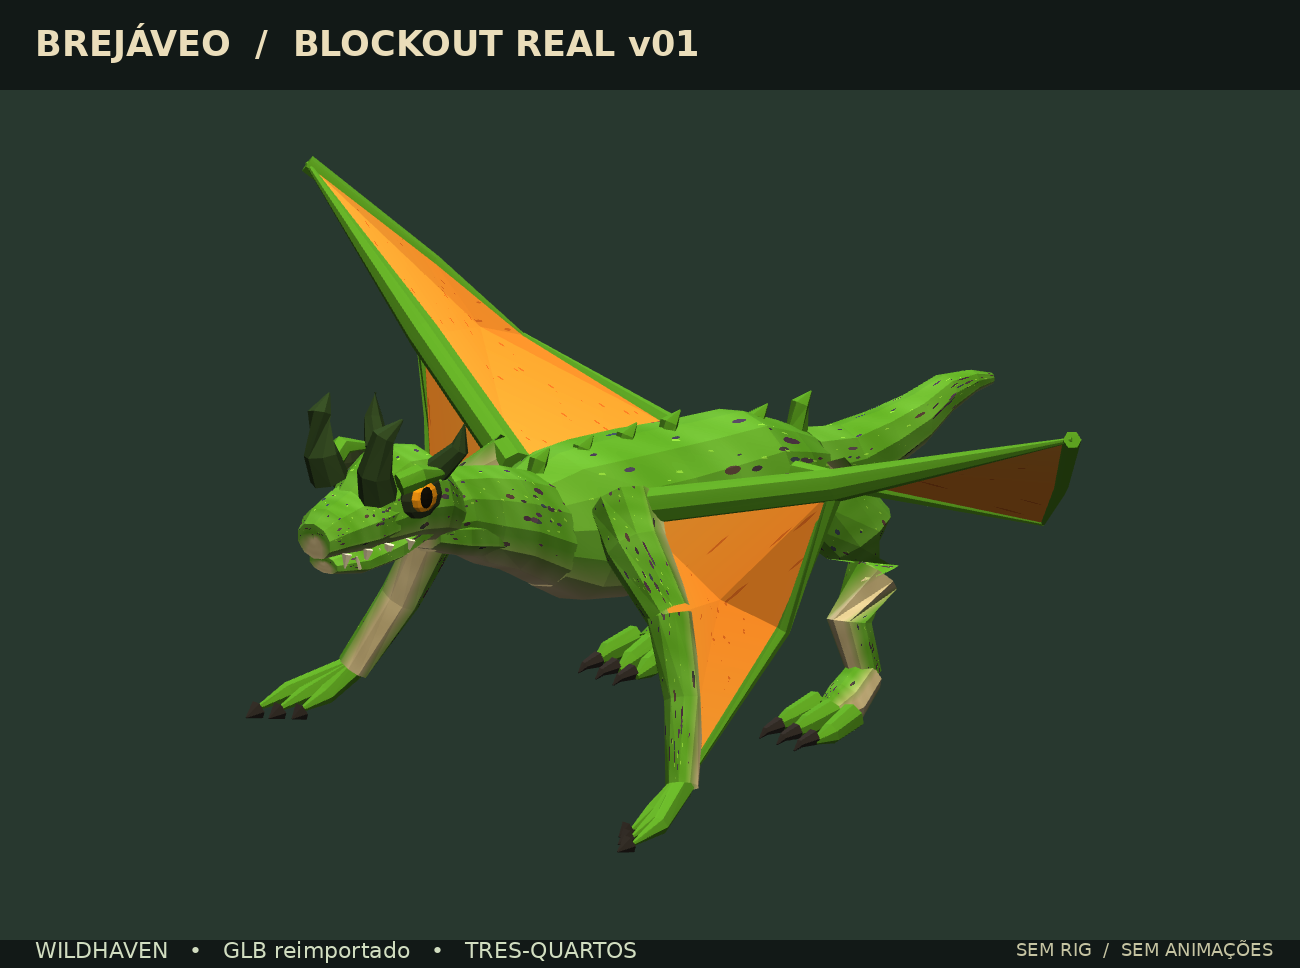 BREJÁVEO / BLOCKOUT REAL v01
WILDHAVEN • GLB reimportado • TRES-QUARTOS
SEM RIG / SEM ANIMAÇÕES